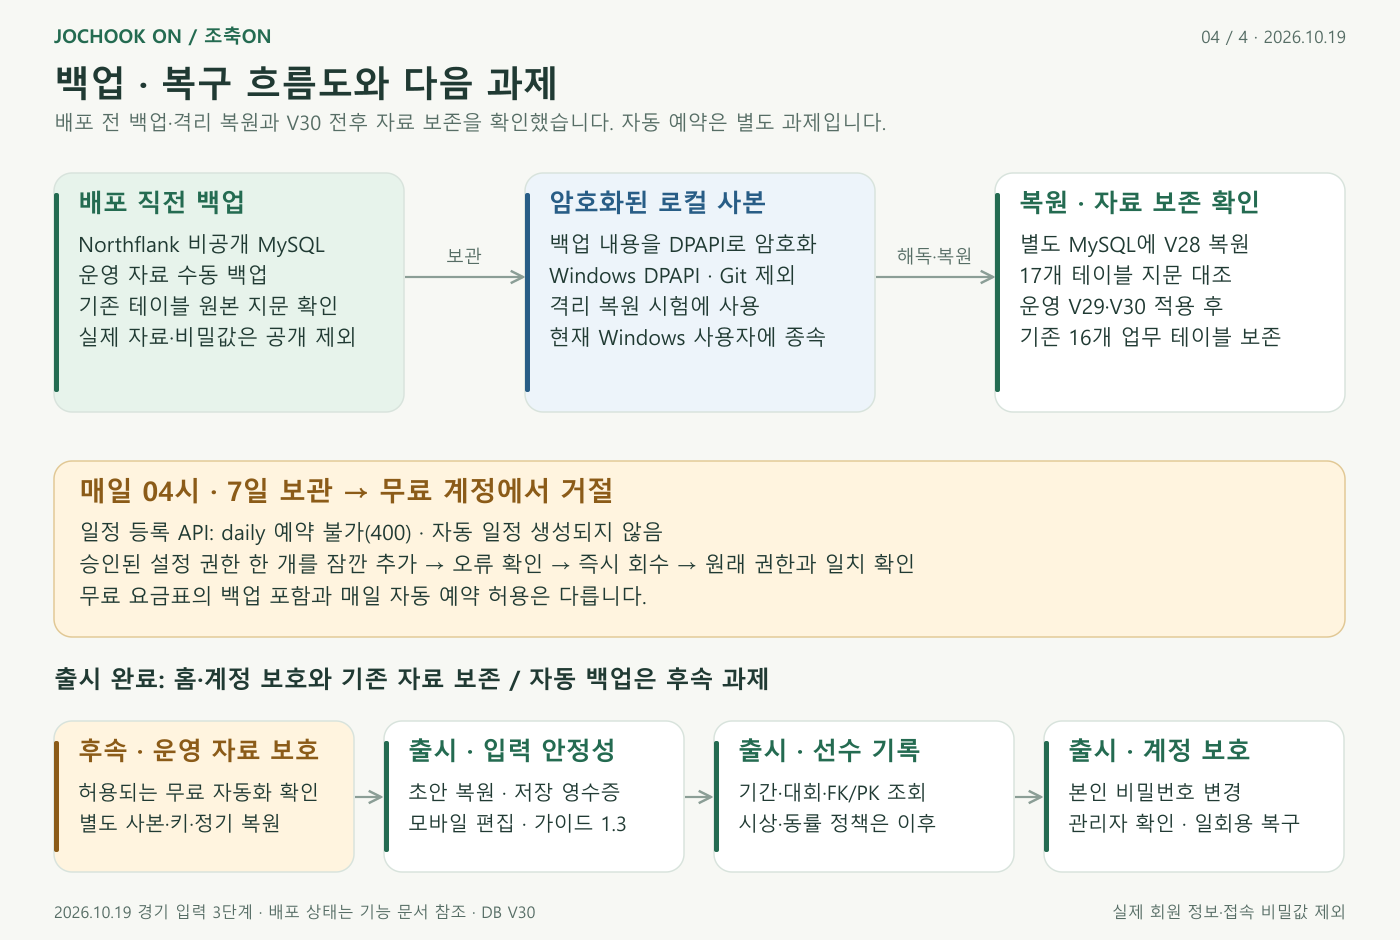 JOCHOOK ON / 조축ON
04 / 4 · 2026.10.19
백업 · 복구 흐름도와 다음 과제
배포 전 백업·격리 복원과 V30 전후 자료 보존을 확인했습니다. 자동 예약은 별도 과제입니다.
배포 직전 백업
Northflank 비공개 MySQL
운영 자료 수동 백업
기존 테이블 원본 지문 확인
실제 자료·비밀값은 공개 제외
보관
암호화된 로컬 사본
백업 내용을 DPAPI로 암호화
Windows DPAPI · Git 제외
격리 복원 시험에 사용
현재 Windows 사용자에 종속
해독·복원
복원 · 자료 보존 확인
별도 MySQL에 V28 복원
17개 테이블 지문 대조
운영 V29·V30 적용 후
기존 16개 업무 테이블 보존
매일 04시 · 7일 보관 → 무료 계정에서 거절
일정 등록 API: daily 예약 불가(400) · 자동 일정 생성되지 않음
승인된 설정 권한 한 개를 잠깐 추가 → 오류 확인 → 즉시 회수 → 원래 권한과 일치 확인
무료 요금표의 백업 포함과 매일 자동 예약 허용은 다릅니다.
출시 완료: 홈·계정 보호와 기존 자료 보존 / 자동 백업은 후속 과제
후속 · 운영 자료 보호
허용되는 무료 자동화 확인
별도 사본·키·정기 복원
출시 · 입력 안정성
초안 복원 · 저장 영수증
모바일 편집 · 가이드 1.3
출시 · 선수 기록
기간·대회·FK/PK 조회
시상·동률 정책은 이후
출시 · 계정 보호
본인 비밀번호 변경
관리자 확인 · 일회용 복구
2026.10.19 경기 입력 3단계 · 배포 상태는 기능 문서 참조 · DB V30
실제 회원 정보·접속 비밀값 제외